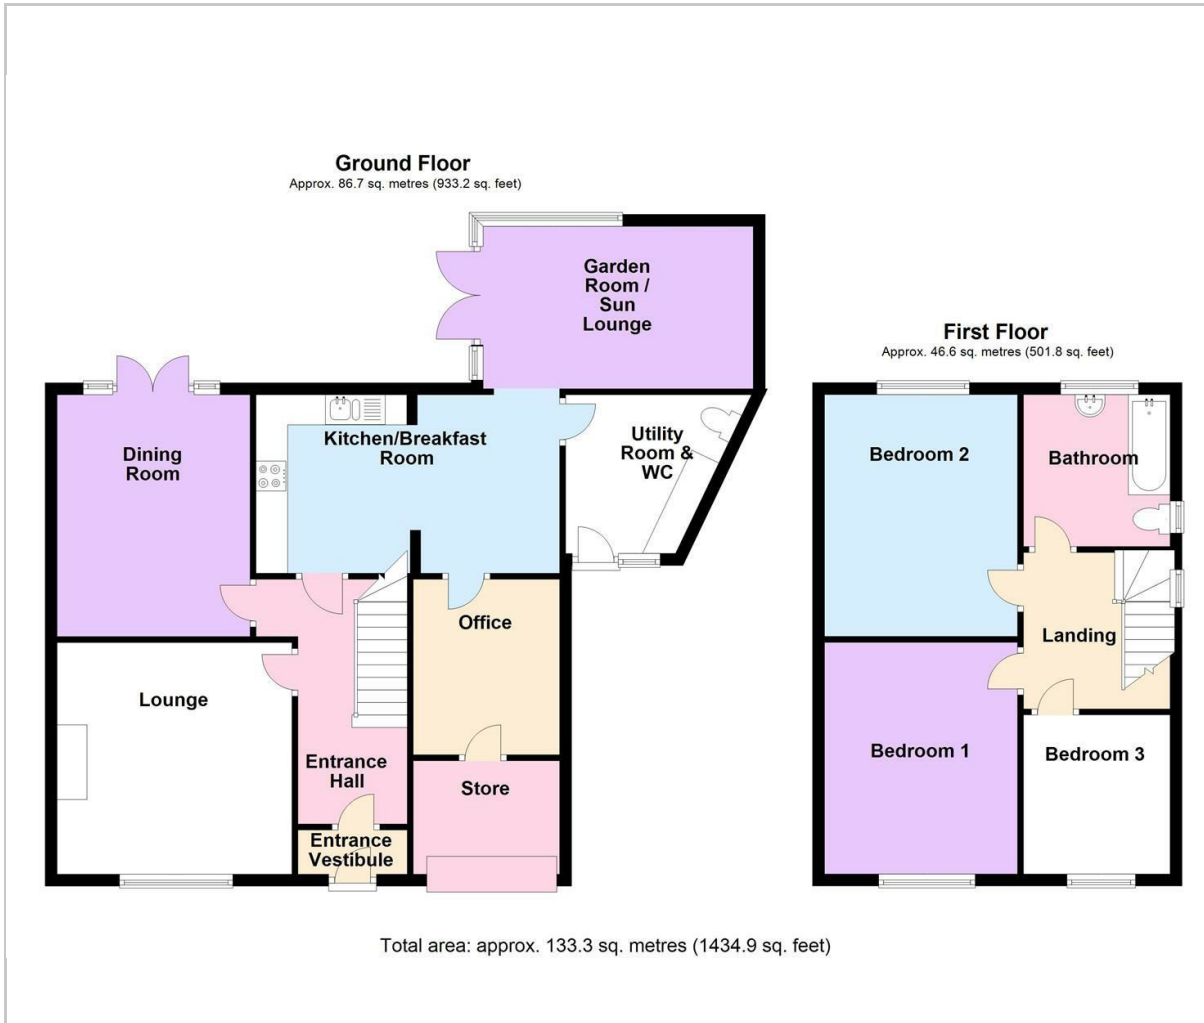 Ground Floor
Approx. 86.7 sq. metres (933.2 sq. feet)
Garden
Room /
Sun
Lounge
Dining
Room
Kitchen/Breakfast
Room
Utility
Room &
WC
Office
Lounge
Entrance
Hall
Store
Entrance
Vestibule
First Floor
Approx. 46.6 sq. metres (501.8 sq. feet)
Bedroom 2
Bathroom
Landing
Bedroom 1
Bedroom 3
Total area: approx. 133.3 sq. metres (1434.9 sq. feet)